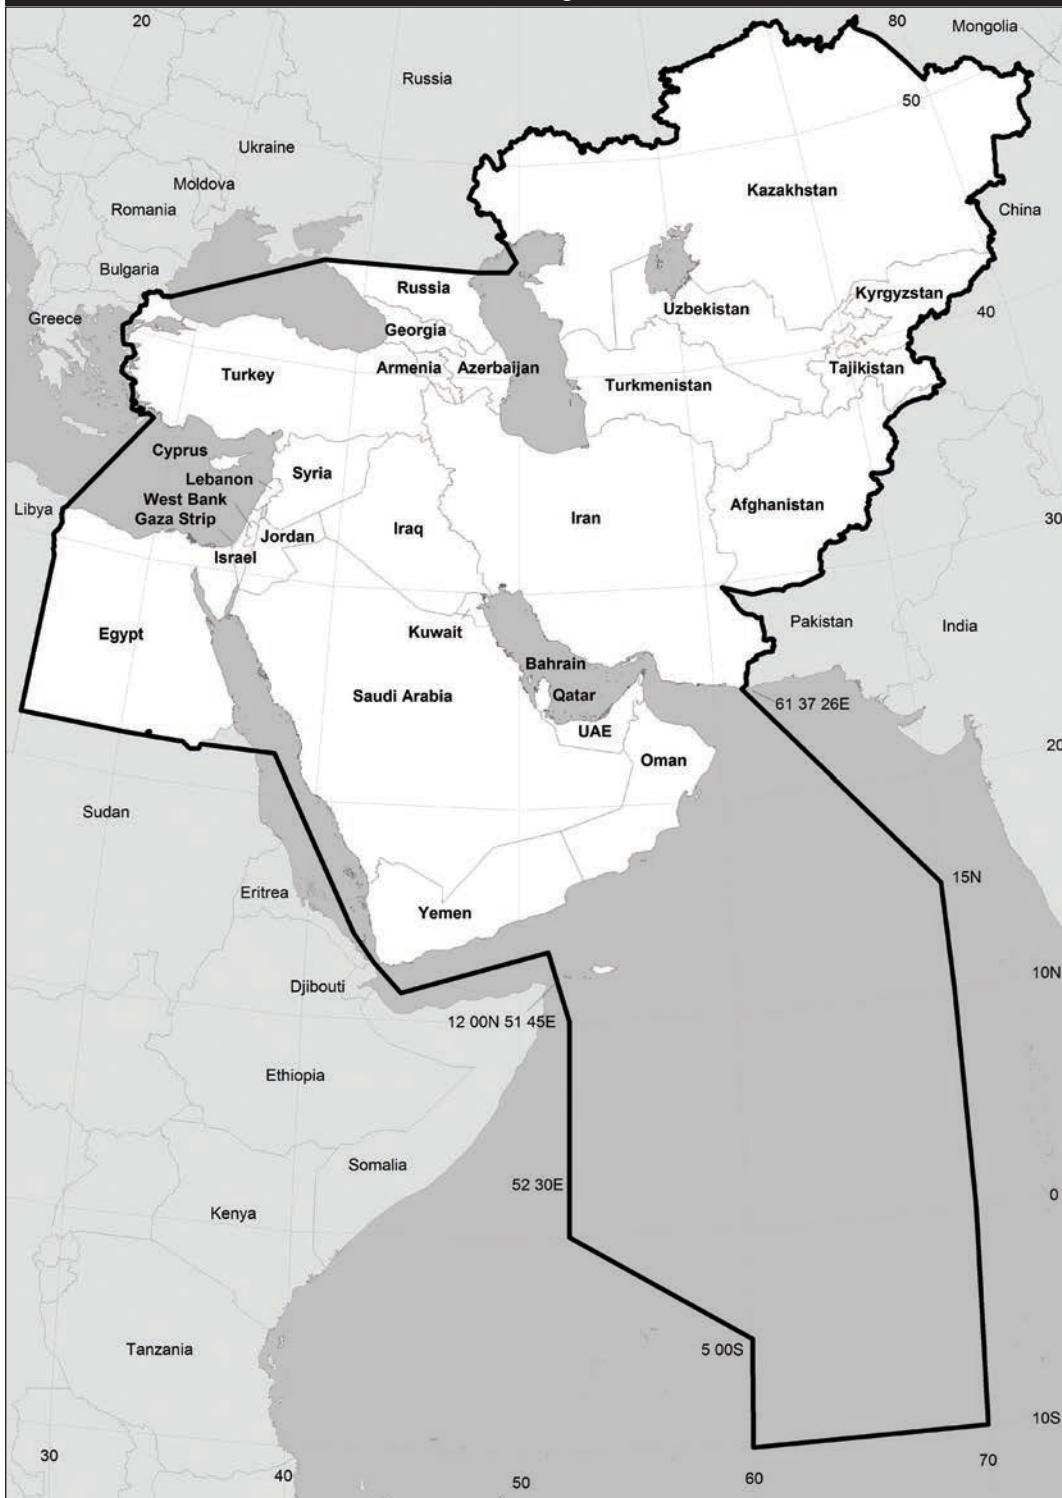 20
80
Mongolia
Russia
50
Ukraine
Moldova
Kazakhstan
Romania
China
Bulgaria
Russia
Kyrgyzstan
Uzbekistan
Greece
40
Georgia
Armenia
Azerbaijan
Tajikistan
Turkey
Turkmenistan
Cyprus
Syria
Lebanon
West Bank
Afghanistan
Libya
Gaza Strip
Iran
30
Iraq
Jordan
Israel
Pakistan
India
Egypt
Kuwait
Bahrain
Saudi Arabia
Qatar
61 37 26E
UAE
20
Oman
Sudan
15N
Eritrea
Yemen
10N
Djibouti
12 00N 51 45E
Ethiopia
Somalia
52 30E
0
Kenya
Tanzania
5 00S
10S
30
40
50
60
70